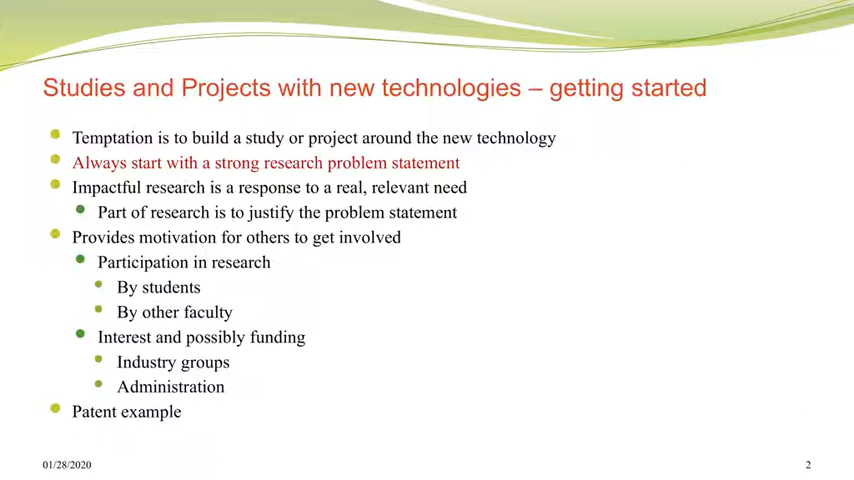 Studies and Projects with new technologies – getting started
Temptation is to build a study or project around the new technology
Always start with a strong research problem statement
Impactful research is a response to a real, relevant need
Part of research is to justify the problem statement
Provides motivation for others to get involved
Participation in research
By students
By other faculty
Interest and possibly funding
Industry groups
Administration
Patent example
01/28/2020
2